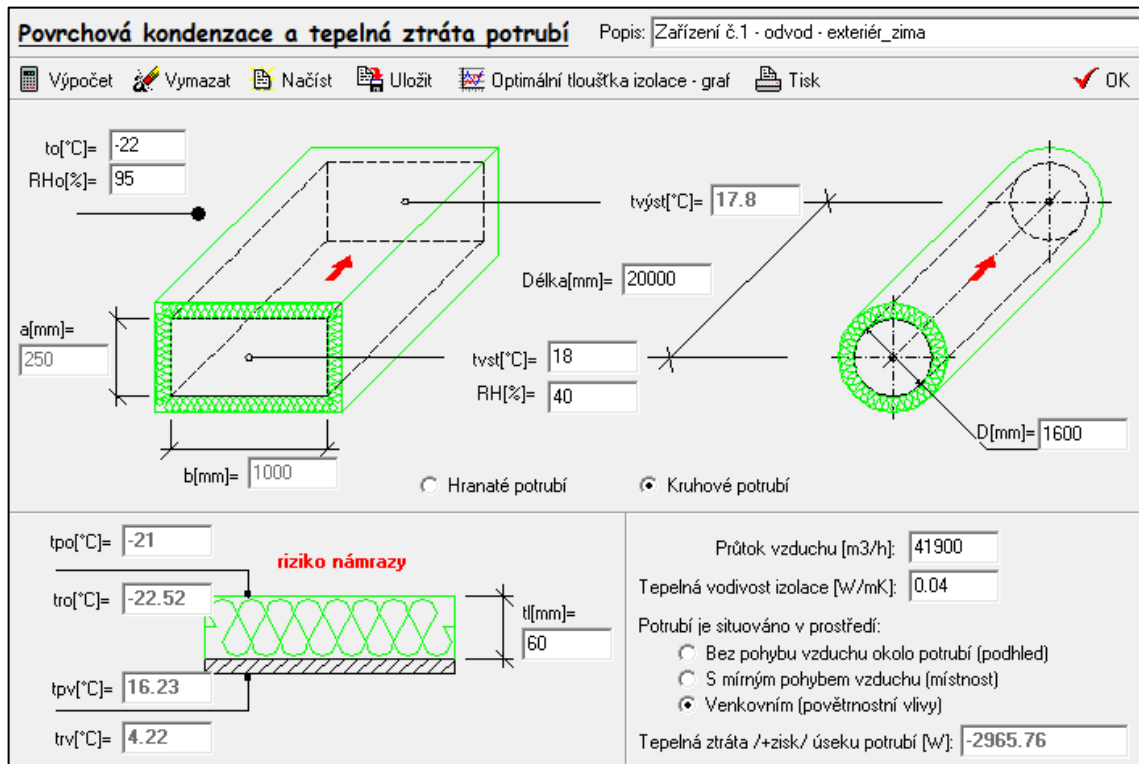 Povrchová kondenzace a tepelná ztráta potrubí Popis: Zařízení č.1 - odvod - exteriér_zima
Výpočet Vymazat Načíst Uložit Optimální tloušťka izolace - graf Tisk OK
to[°C]= -22
RHo[%]= 95
tvýst[°C]= 17.8
Délka[mm]= 20000
a[mm]=
250
tvst[°C]= 18
RH[%]= 40
D[mm]= 1600
b[mm]= 1000
Hranaté potrubí Kruhové potrubí
tpo[°C]= -21
riziko námrazy
tro[°C]= -22.52
tl[mm]=
60
tpv[°C]= 16.23
trv[°C]= 4.22
Průtok vzduchu [m3/h]: 41900
Tepelná vodivost izolace [W/mK]: 0.04
Potrubí je situováno v prostředí:
Bez pohybu vzduchu okolo potrubí (podhled)
S mírným pohybem vzduchu (místnost)
Venkovním (povětrnostní vlivy)
Tepelná ztráta /+zisk/ úseku potrubí [W]: -2965.76